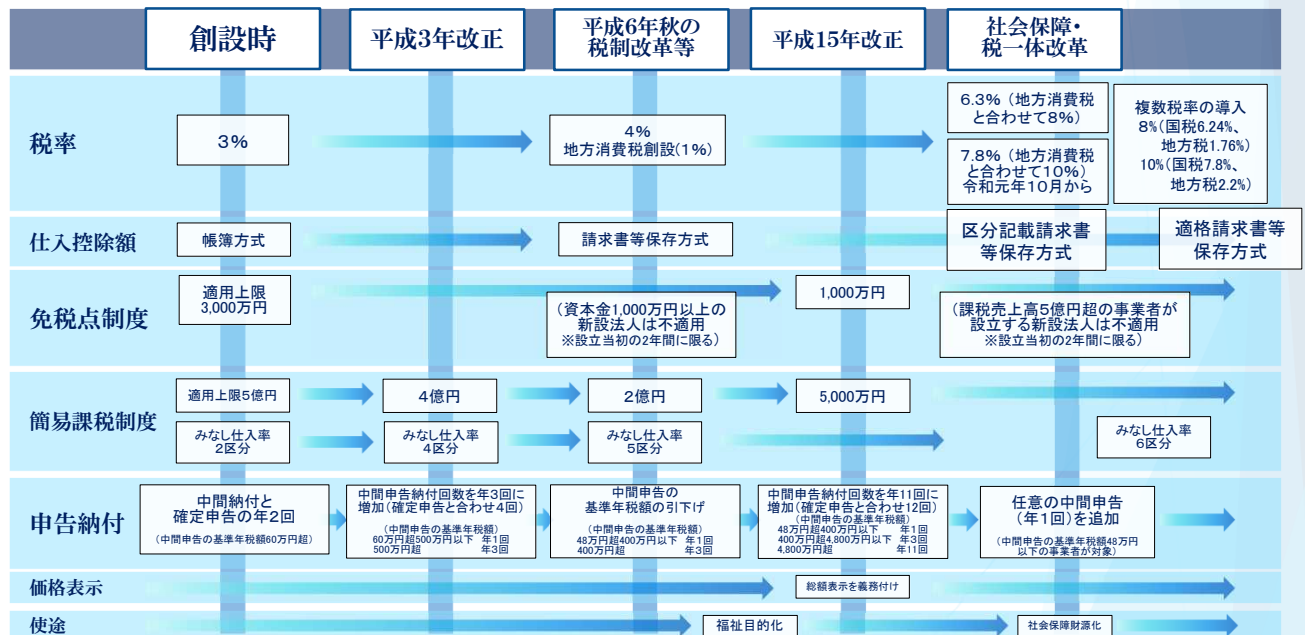 創設時
平成3年改正
平成6年秋の
税制改革等
平成15年改正
社会保障・
税一体改革
税率
3%
4%
地方消費税創設(1%)
6.3% (地方消費税
と合わせて8%)
7.8% (地方消費税
と合わせて10%)
令和元年10月から
複数税率の導入
8%(国税6.24%、
地方税1.76%)
10%(国税7.8%、
地方税2.2%)
仕入控除額
帳簿方式
請求書等保存方式
区分記載請求書
等保存方式
適格請求書等
保存方式
免税点制度
適用上限
3,000万円
(資本金1,000万円以上の
新設法人は不適用
※設立当初の2年間に限る)
1,000万円
(課税売上高5億円超の事業者が
設立する新設法人は不適用
※設立当初の2年間に限る)
簡易課税制度
適用上限5億円
4億円
2億円
5,000万円
みなし仕入率
2区分
みなし仕入率
4区分
みなし仕入率
5区分
みなし仕入率
6区分
申告納付
中間納付と
確定申告の年2回
(中間申告の基準年税額60万円超)
中間申告納付回数を年3回に
増加(確定申告と合わせ4回)
(中間申告の基準年税額)
60万円超500万円以下 年1回
500万円超 年3回
中間申告の
基準年税額の引下げ
(中間申告の基準年税額)
48万円超400万円以下 年1回
400万円超 年3回
中間申告納付回数を年11回に
増加(確定申告と合わせ12回)
(中間申告の基準年税額)
48万円超400万円以下 年1回
400万円超4,800万円以下 年3回
4,800万円超 年11回
任意の中間申告
(年1回)を追加
(中間申告の基準年税額48万円
以下の事業者が対象)
価格表示
総額表示を義務付け
使途
福祉目的化
社会保障財源化